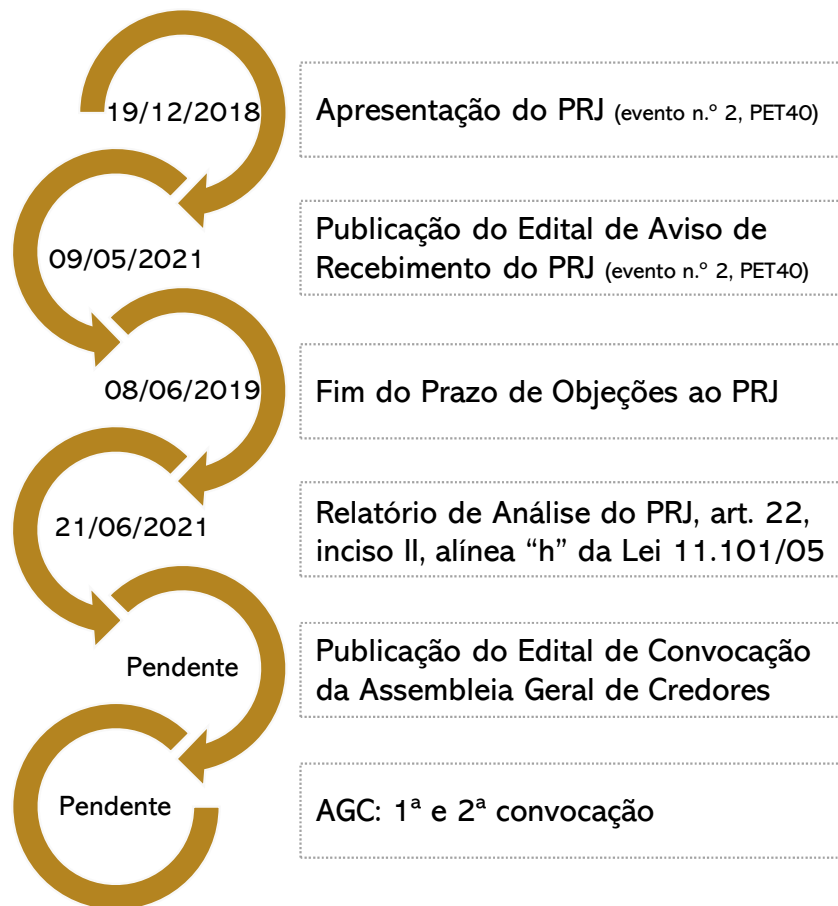 19/12/2018
Apresentação do PRJ (evento n.º 2, PET40)
09/05/2021
Publicação do Edital de Aviso de
Recebimento do PRJ (evento n.º 2, PET40)
08/06/2019
Fim do Prazo de Objeções ao PRJ
21/06/2021
Relatório de Análise do PRJ, art. 22,
inciso II, alínea “h” da Lei 11.101/05
Pendente
Publicação do Edital de Convocação
da Assembleia Geral de Credores
Pendente
AGC: 1ª e 2ª convocação